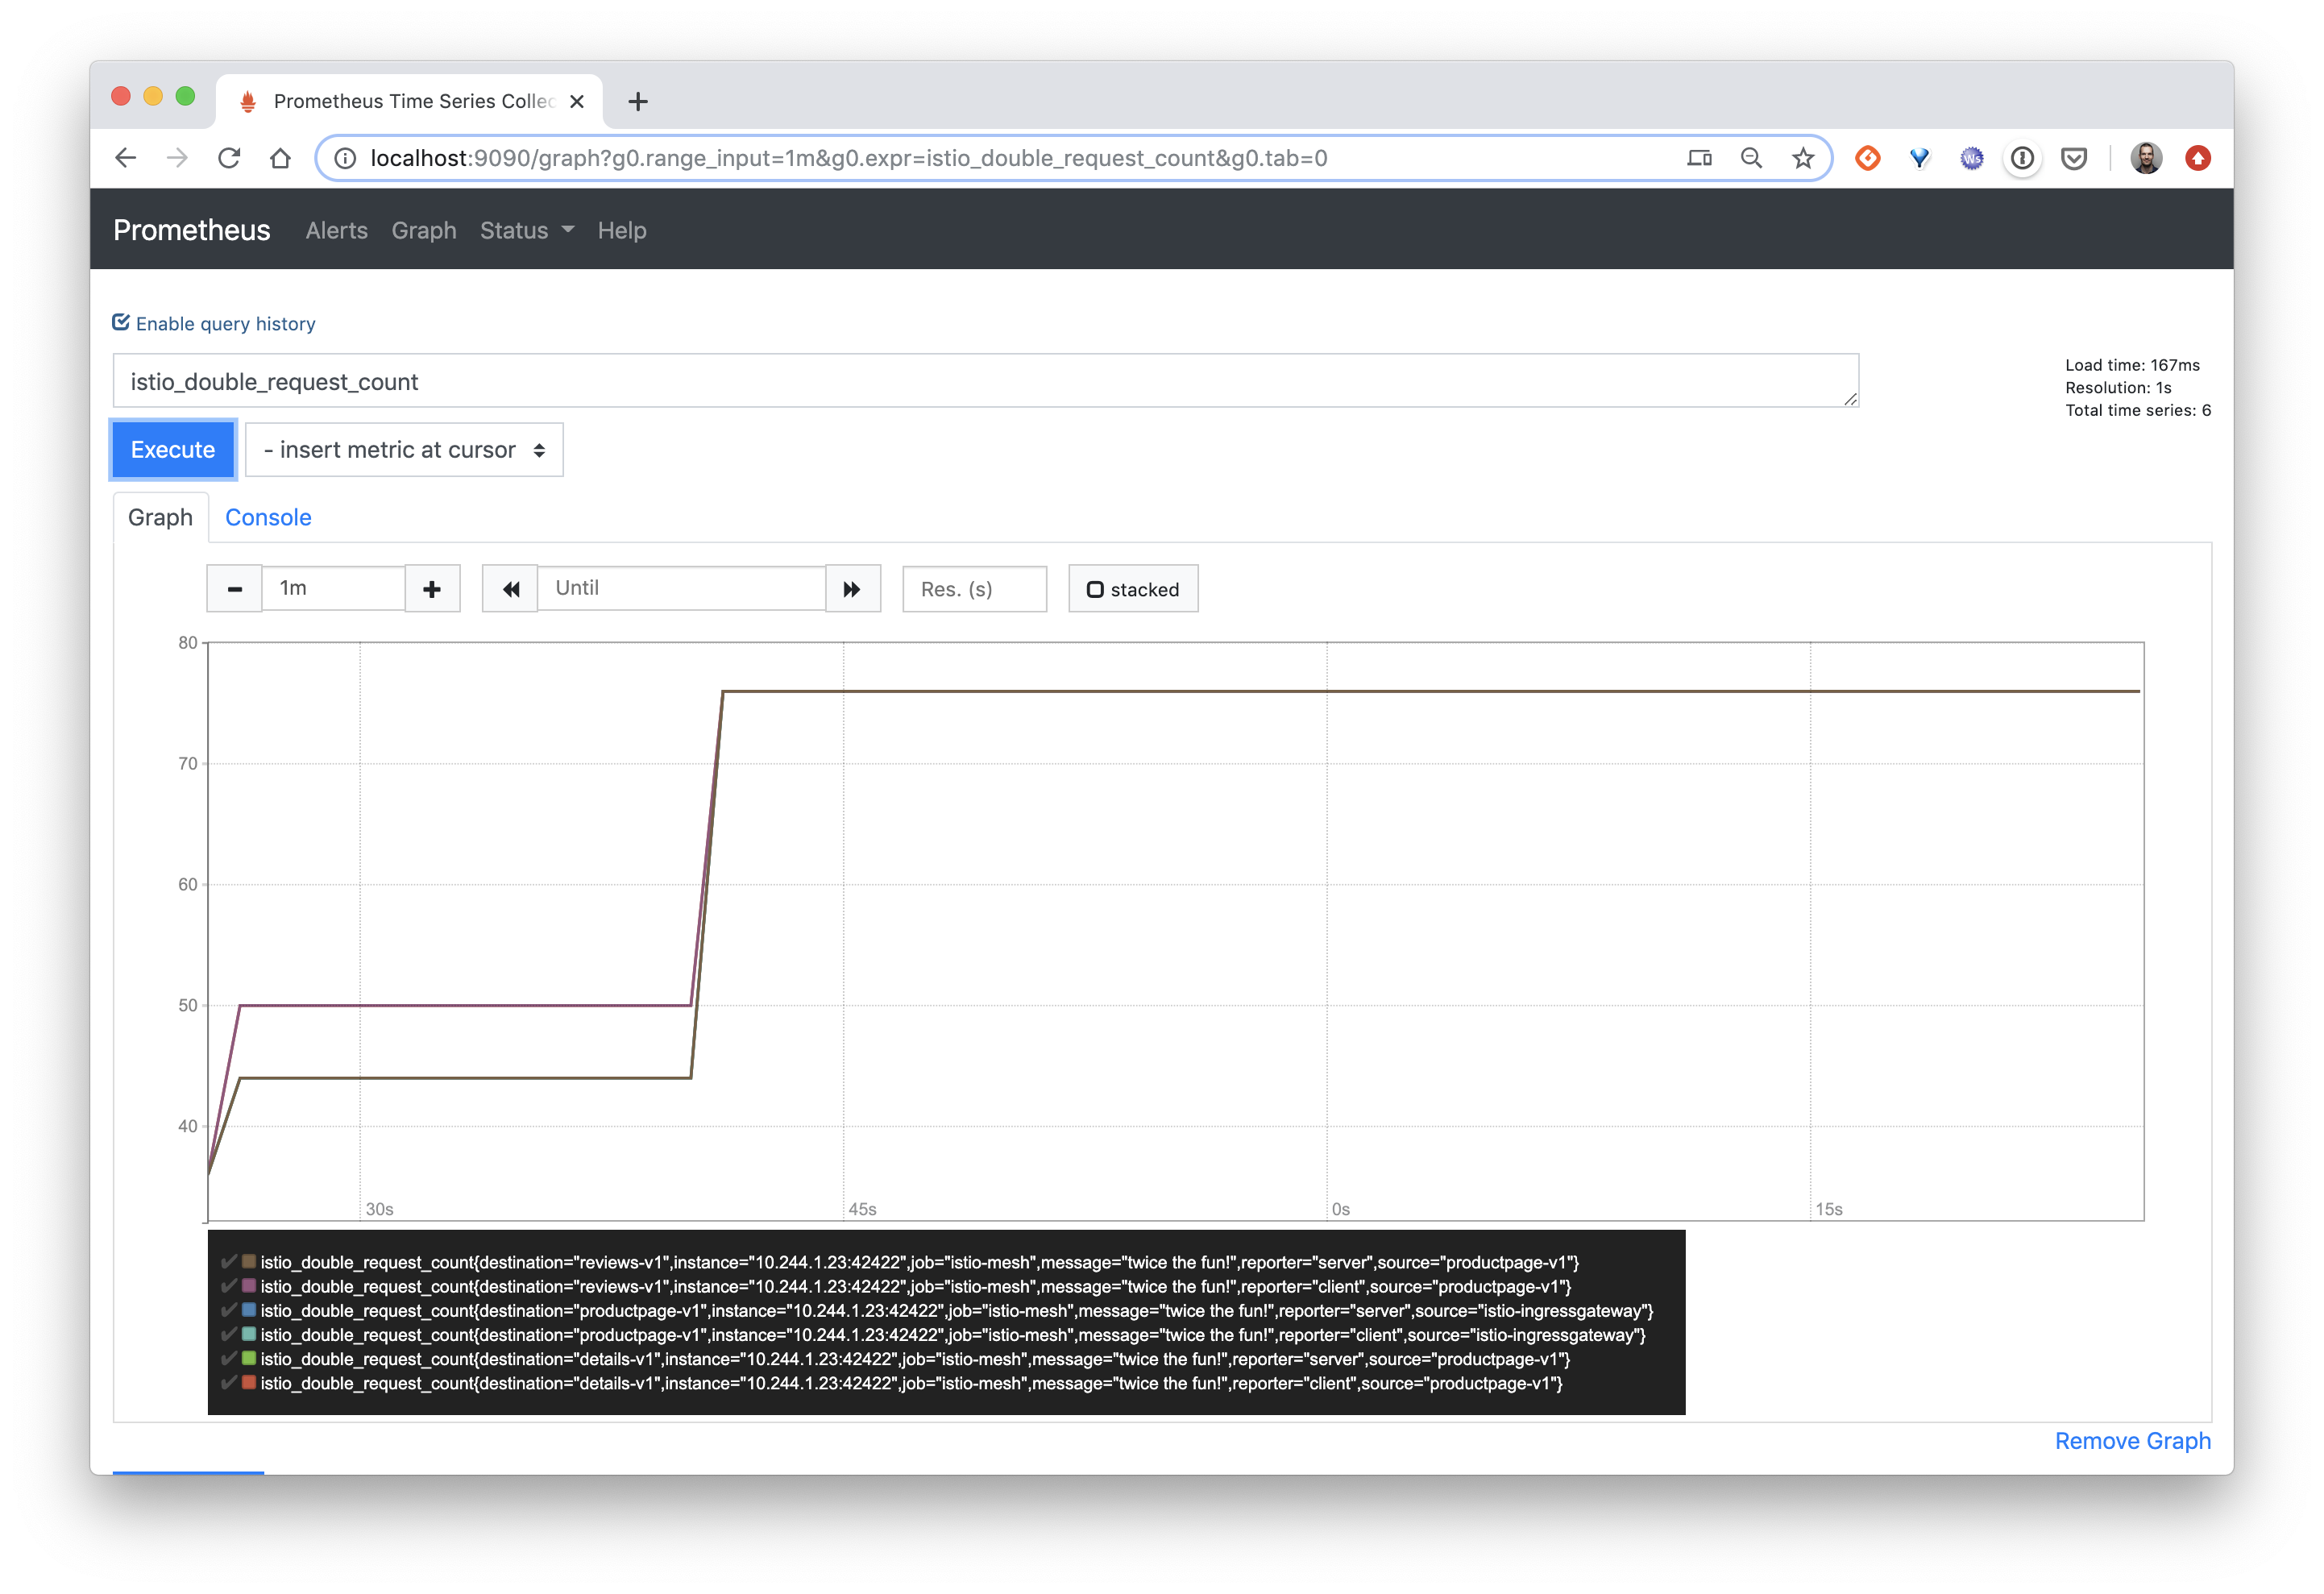 Prometheus Time Series Collec
localhost:9090/graph?g0.range_input=1m&g0.expr=istio_double_request_count&g0.tab=0
Ws
Prometheus Alerts Graph Status Help
Enable query history
istio_double_request_count
Load time: 167ms
Resolution: 1s
Total time series: 6
Execute - insert metric at cursor
Graph Console
- 1m + Until Res. (s) stacked
80
70
60
50
40
30s 45s 0s 15s
istio_double_request_count{destination="reviews-v1",instance="10.244.1.23:42422",job="istio-mesh",message="twice the fun!",reporter="server",source="productpage-v1"}
istio_double_request_count{destination="reviews-v1",instance="10.244.1.23:42422",job="istio-mesh",message="twice the fun!",reporter="client",source="productpage-v1"}
istio_double_request_count{destination="productpage-v1",instance="10.244.1.23:42422",job="istio-mesh",message="twice the fun!",reporter="server",source="istio-ingressgateway"}
istio_double_request_count{destination="productpage-v1",instance="10.244.1.23:42422",job="istio-mesh",message="twice the fun!",reporter="client",source="istio-ingressgateway"}
istio_double_request_count{destination="details-v1",instance="10.244.1.23:42422",job="istio-mesh",message="twice the fun!",reporter="server",source="productpage-v1"}
istio_double_request_count{destination="details-v1",instance="10.244.1.23:42422",job="istio-mesh",message="twice the fun!",reporter="client",source="productpage-v1"}
Remove Graph